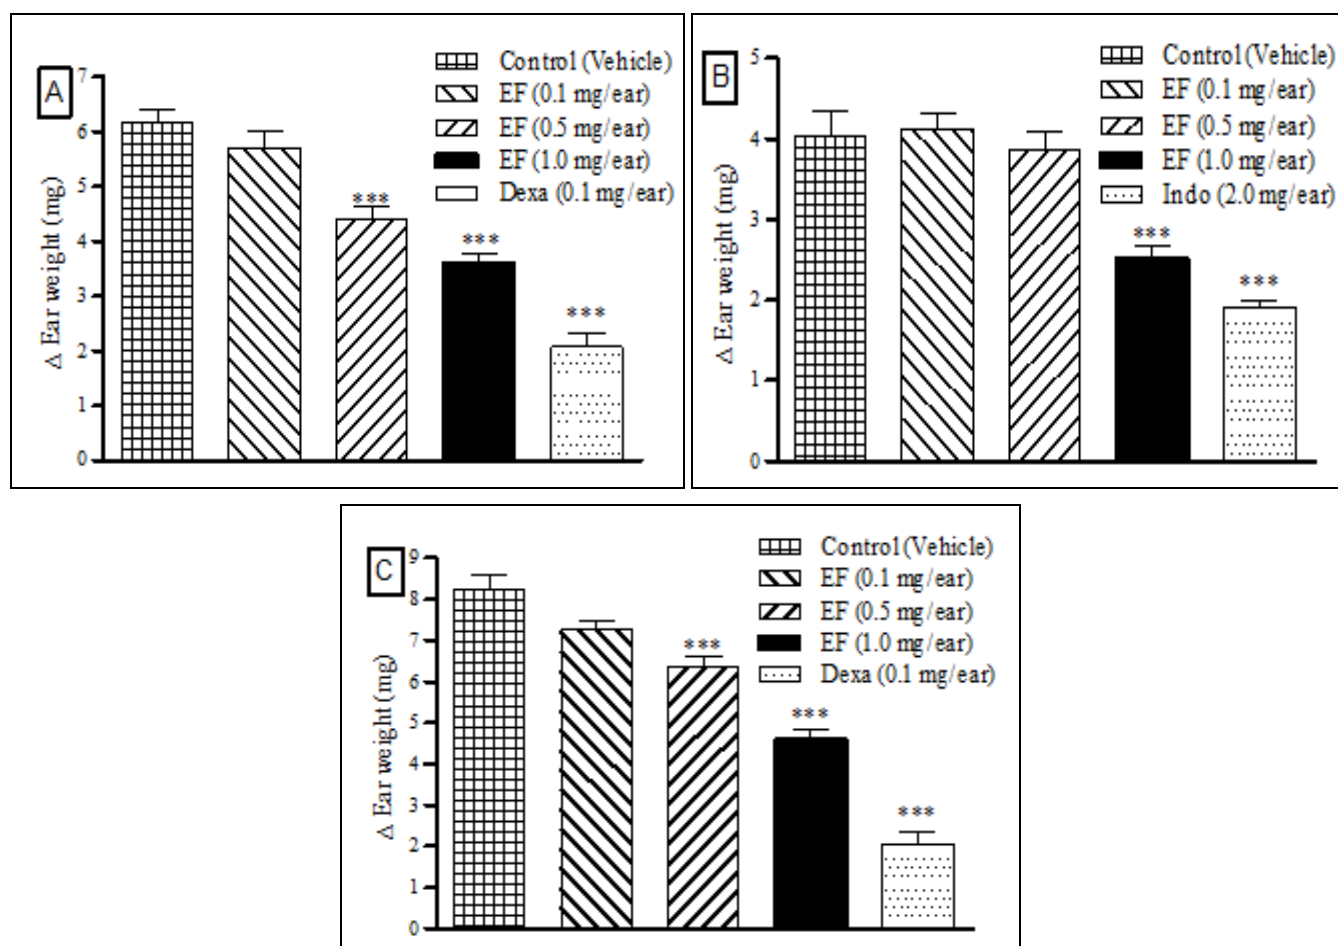 A
Control (Vehicle)
EF (0.1 mg/ear)
EF (0.5 mg/ear)
EF (1.0 mg/ear)
Dexa (0.1 mg/ear)
Δ Ear weight (mg)
7
6
5
4
3
2
1
0
***
***
***
B
Control (Vehicle)
EF (0.1 mg/ear)
EF (0.5 mg/ear)
EF (1.0 mg/ear)
Indo (2.0 mg/ear)
Δ Ear weight (mg)
5
4
3
2
1
0
***
***
C
Control (Vehicle)
EF (0.1 mg/ear)
EF (0.5 mg/ear)
EF (1.0 mg/ear)
Dexa (0.1 mg/ear)
Δ Ear weight (mg)
9
8
7
6
5
4
3
2
1
0
***
***
***